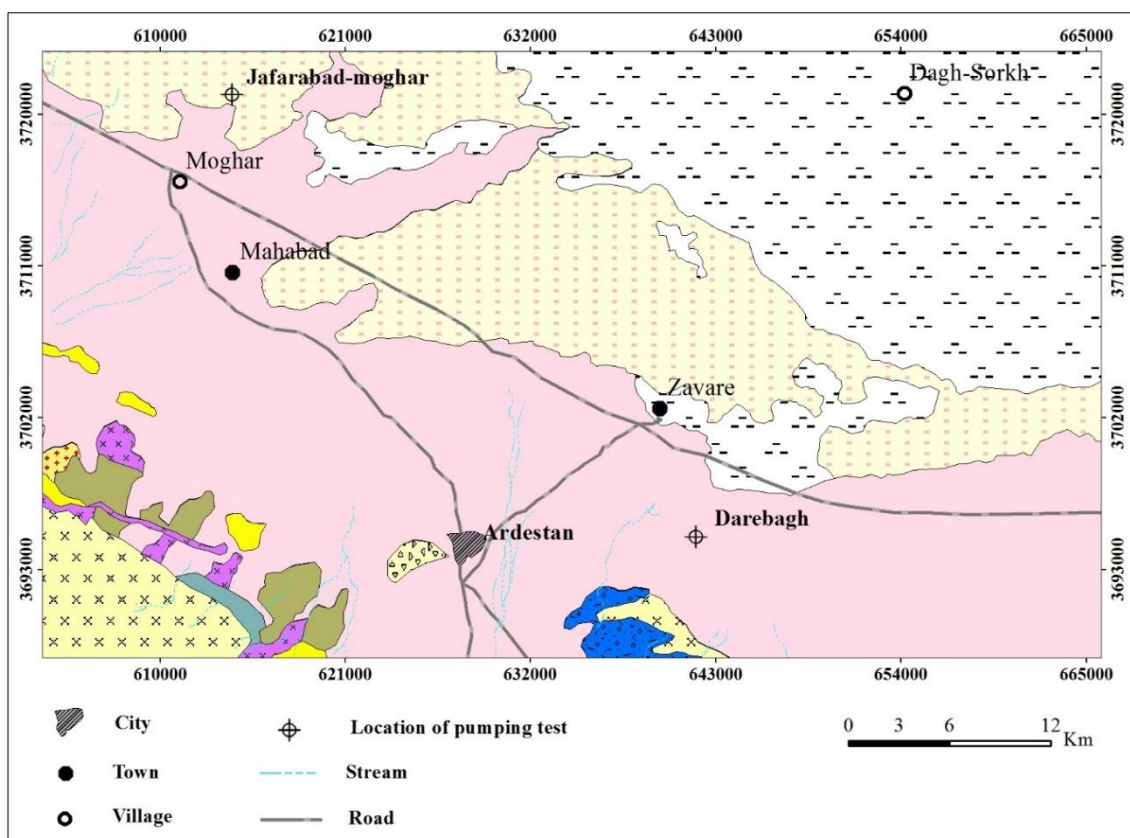 610000 621000 632000 643000 654000 665000
Dagh-Sorkh
Jafarabad-moghar
3720000 3720000
Moghar
Mahabad
3711000 3711000
Zavare
3702000 3702000
Darebagh
Ardestan
3693000 3693000
610000 621000 632000 643000 654000 665000
City
Location of pumping test
0 3 6 12
Km
Town
Stream
Village
Road